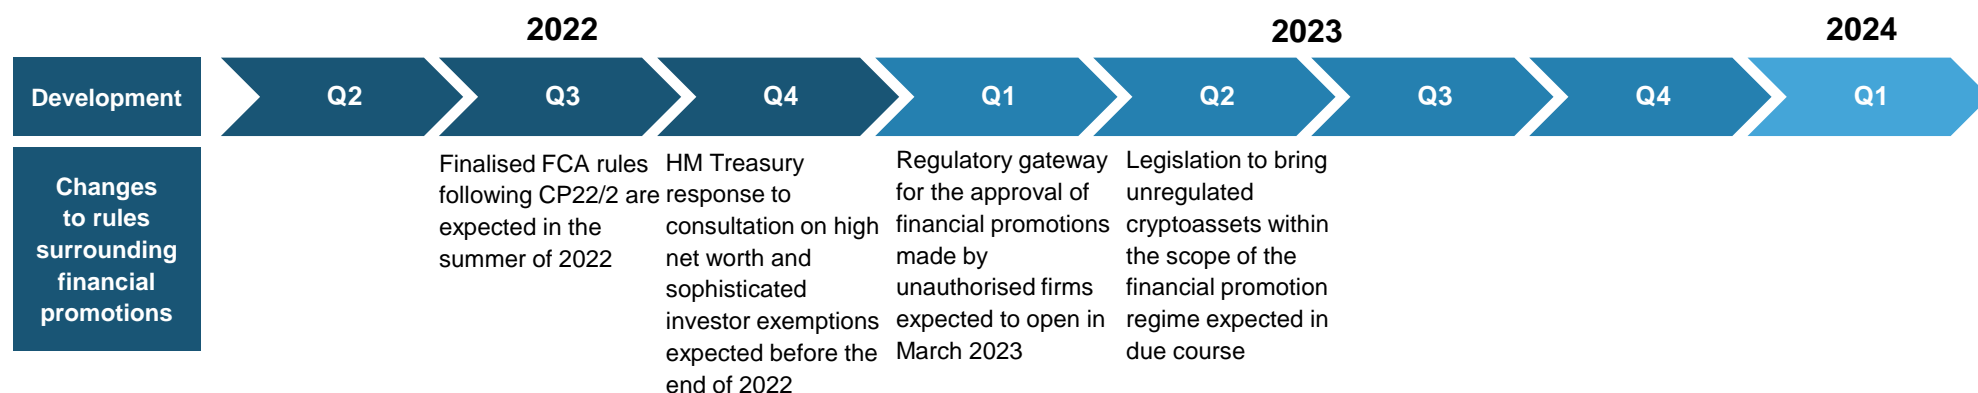 2022
2023
2024
Development
Q2
Q3
Q4
Q1
Q2
Q3
Q4
Q1
Changes
to rules
surrounding
financial
promotions
Finalised FCA rules
following CP22/2 are
expected in the
summer of 2022
HM Treasury
response to
consultation on high
net worth and
sophisticated
investor exemptions
expected before the
end of 2022
Regulatory gateway
for the approval of
financial promotions
made by
unauthorised firms
expected to open in
March 2023
Legislation to bring
unregulated
cryptoassets within
the scope of the
financial promotion
regime expected in
due course